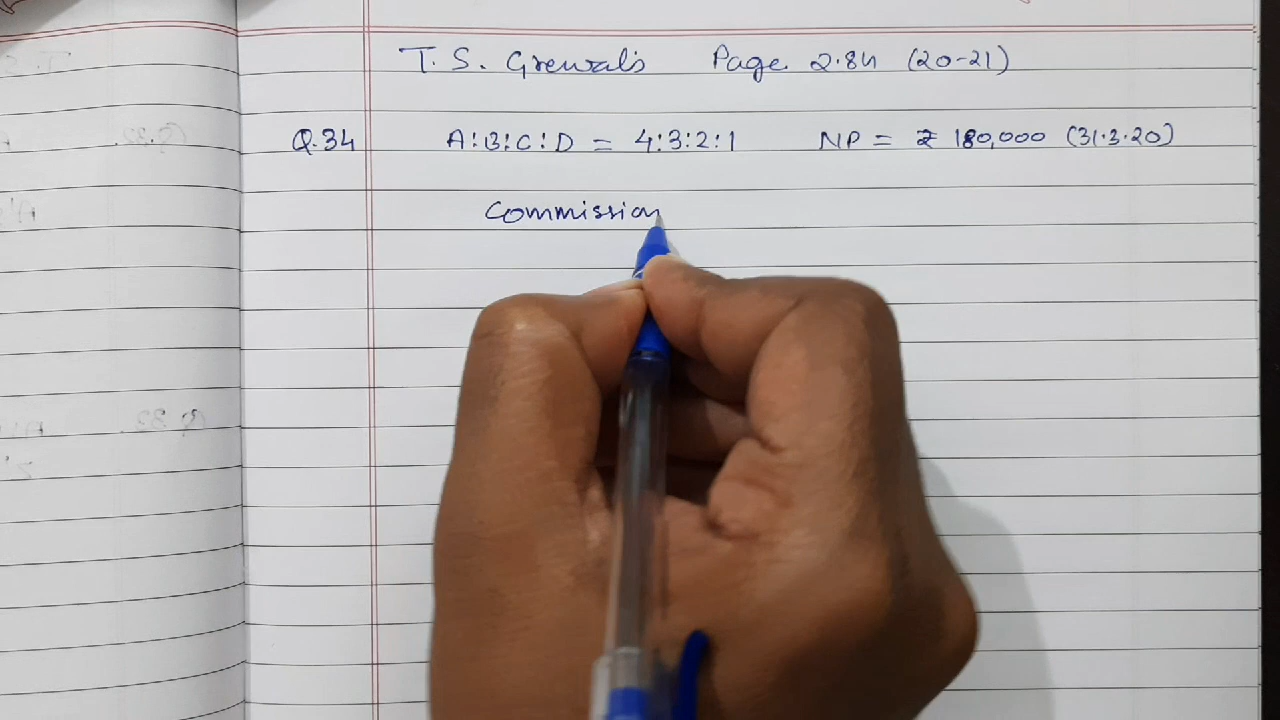 T. S. Grewal's Page 2.84 (20-21)
Q.34 A:B:C:D = 4:3:2:1 NP = ₹ 180,000 (31.3.20)
Commission